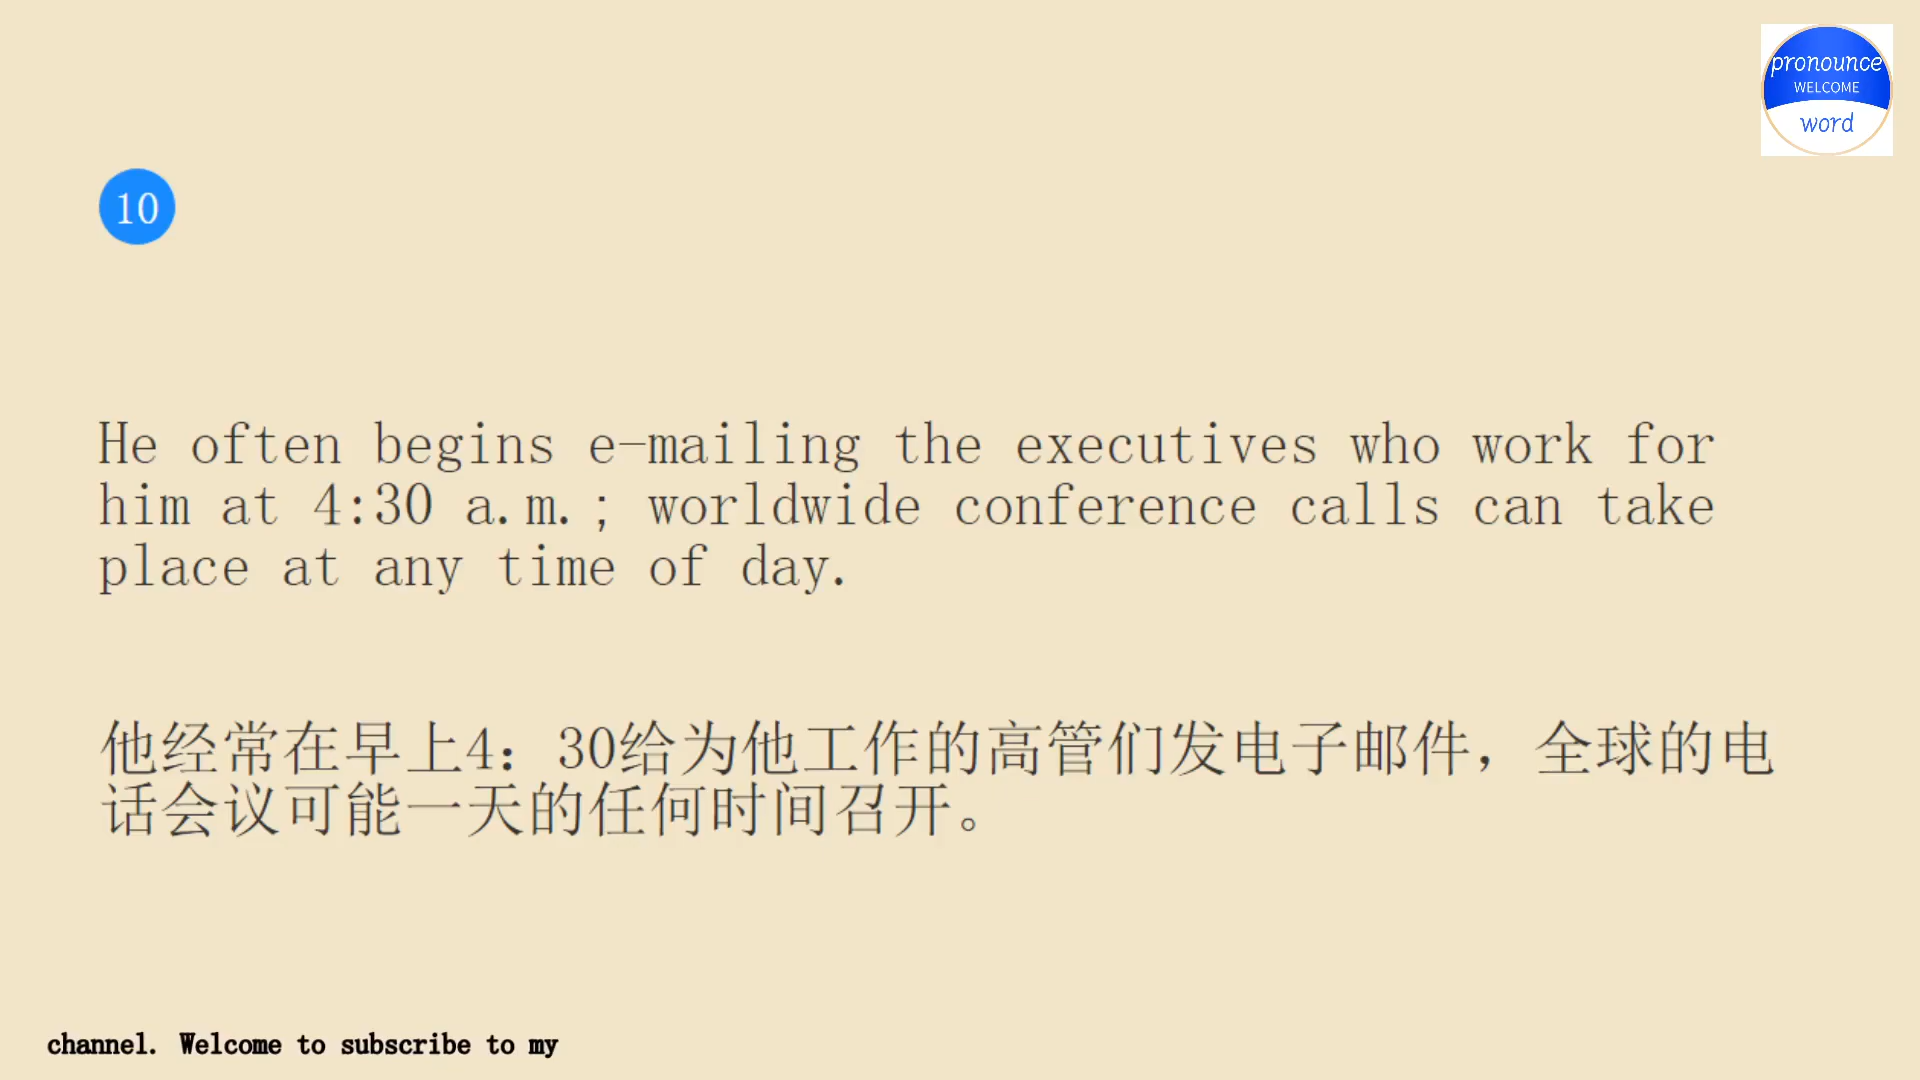 pronounce
WELCOME
word
10
He often begins e-mailing the executives who work for
him at 4:30 a.m.; worldwide conference calls can take
place at any time of day.
他经常在早上4：30给为他工作的高管们发电子邮件，全球的电
话会议可能一天的任何时间召开。
channel. Welcome to subscribe to my